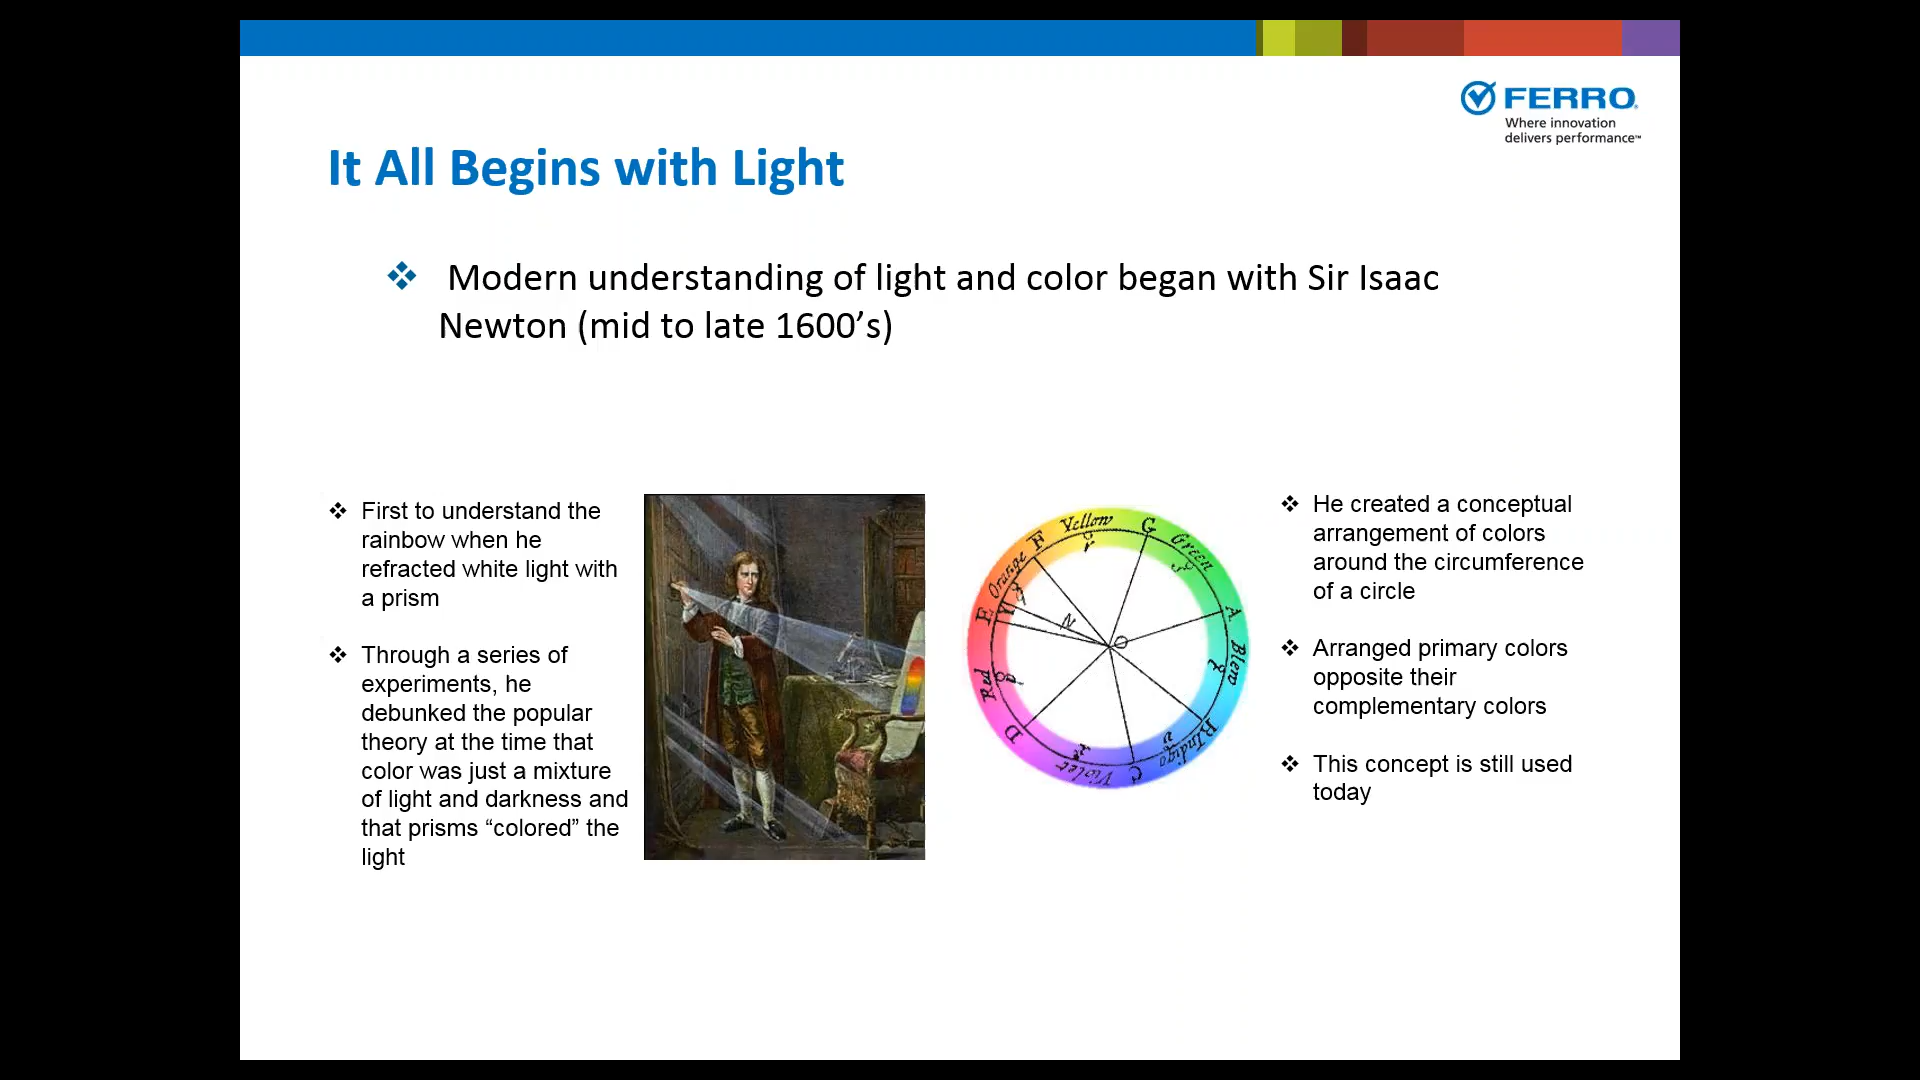 FERRO
Where innovation
delivers performance™
It All Begins with Light
❖ Modern understanding of light and color began with Sir Isaac
Newton (mid to late 1600’s)
❖ First to understand the
rainbow when he
refracted white light with
a prism
❖ Through a series of
experiments, he
debunked the popular
theory at the time that
color was just a mixture
of light and darkness and
that prisms “colored” the
light
Yellow
G
Green
A
Blew
B
Indigo
C
Violet
D
Red
E
Orange
F
N
O
❖ He created a conceptual
arrangement of colors
around the circumference
of a circle
❖ Arranged primary colors
opposite their
complementary colors
❖ This concept is still used
today